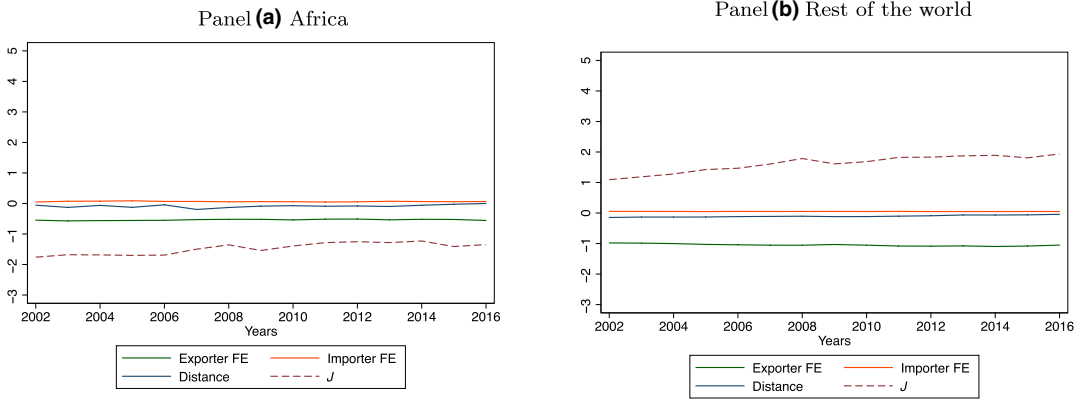 Panel (a) Africa
5
4
3
2
1
0
−1
−2
−3
2002 2004 2006 2008 2010 2012 2014 2016
Years
Exporter FE Importer FE
Distance J
Panel (b) Rest of the world
5
4
3
2
1
0
−1
−2
−3
2002 2004 2006 2008 2010 2012 2014 2016
Years
Exporter FE Importer FE
Distance J